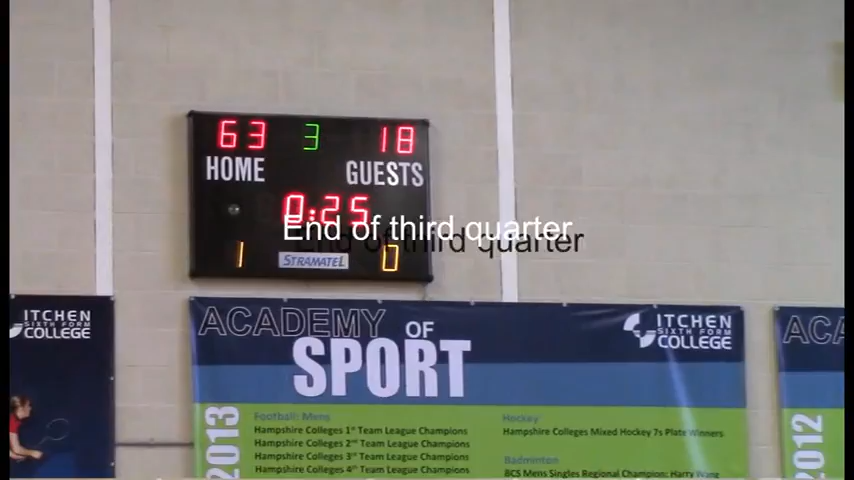 63 3 18
HOME GUESTS
0:25
End of third quarter
1 STRAMATEL 0
ITCHEN
SIXTH FORM
COLLEGE
ACADEMY OF
SPORT
ITCHEN
SIXTH FORM
COLLEGE
ACA
2013
Football: Mens
Hampshire Colleges 1st Team League Champions
Hampshire Colleges 2nd Team League Champions
Hampshire Colleges 3rd Team League Champions
Hampshire Colleges 4th Team League Champions
Hockey
Hampshire Colleges Mixed Hockey 7s Plate Winners
Badminton
BCS Mens Singles Regional Champion: Harry Wang
2012